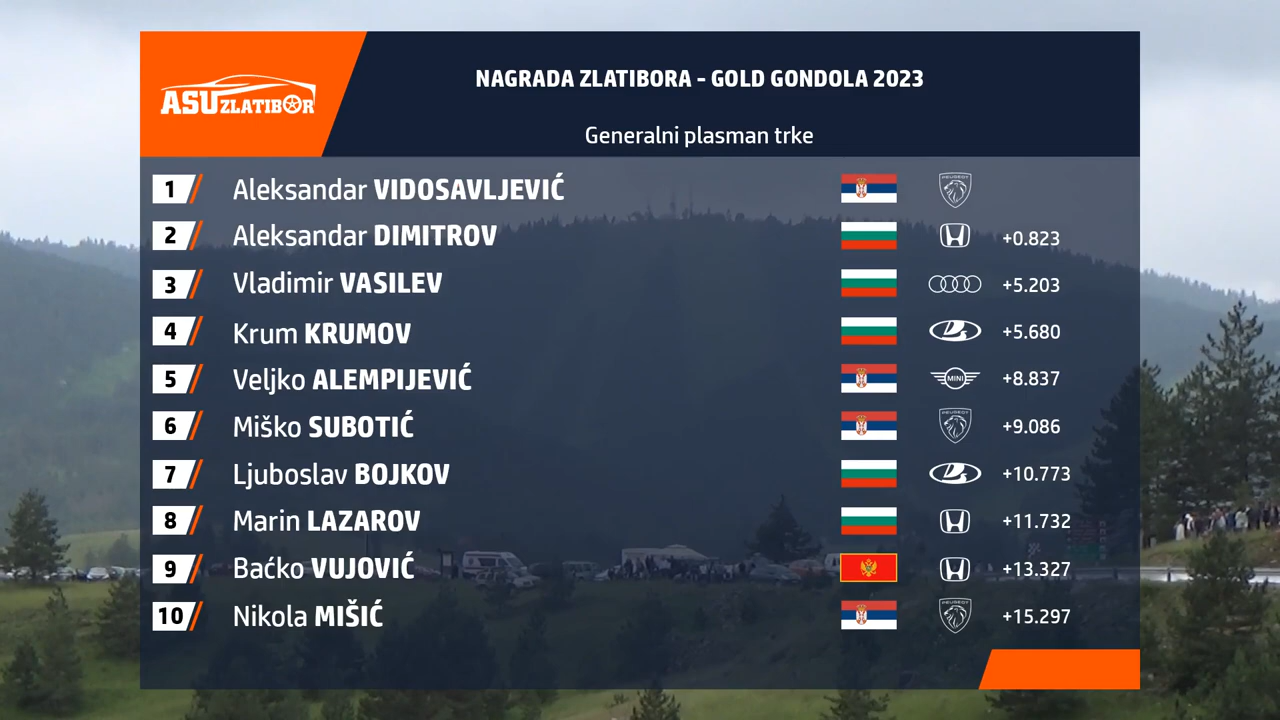 ASU ZLATIBOR
NAGRADA ZLATIBORA - GOLD GONDOLA 2023
Generalni plasman trke
1 Aleksandar VIDOSAVLJEVIĆ PEUGEOT
2 Aleksandar DIMITROV +0.823
3 Vladimir VASILEV +5.203
4 Krum KRUMOV +5.680
5 Veljko ALEMPIJEVIĆ MINI +8.837
6 Miško SUBOTIĆ PEUGEOT +9.086
7 Ljuboslav BOJKOV +10.773
8 Marin LAZAROV +11.732
9 Baćko VUJOVIĆ +13.327
10 Nikola MIŠIĆ PEUGEOT +15.297